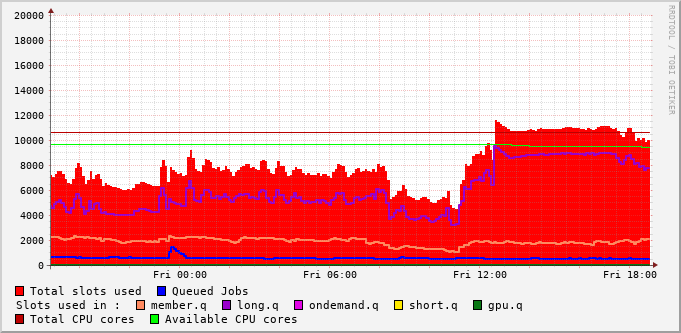 RRDTOOL / TOBI OETIKER
20000
18000
16000
14000
12000
10000
8000
6000
4000
2000
0
Fri 00:00 Fri 06:00 Fri 12:00 Fri 18:00
Total slots used Queued Jobs
Slots used in : member.q long.q ondemand.q short.q gpu.q
Total CPU cores Available CPU cores